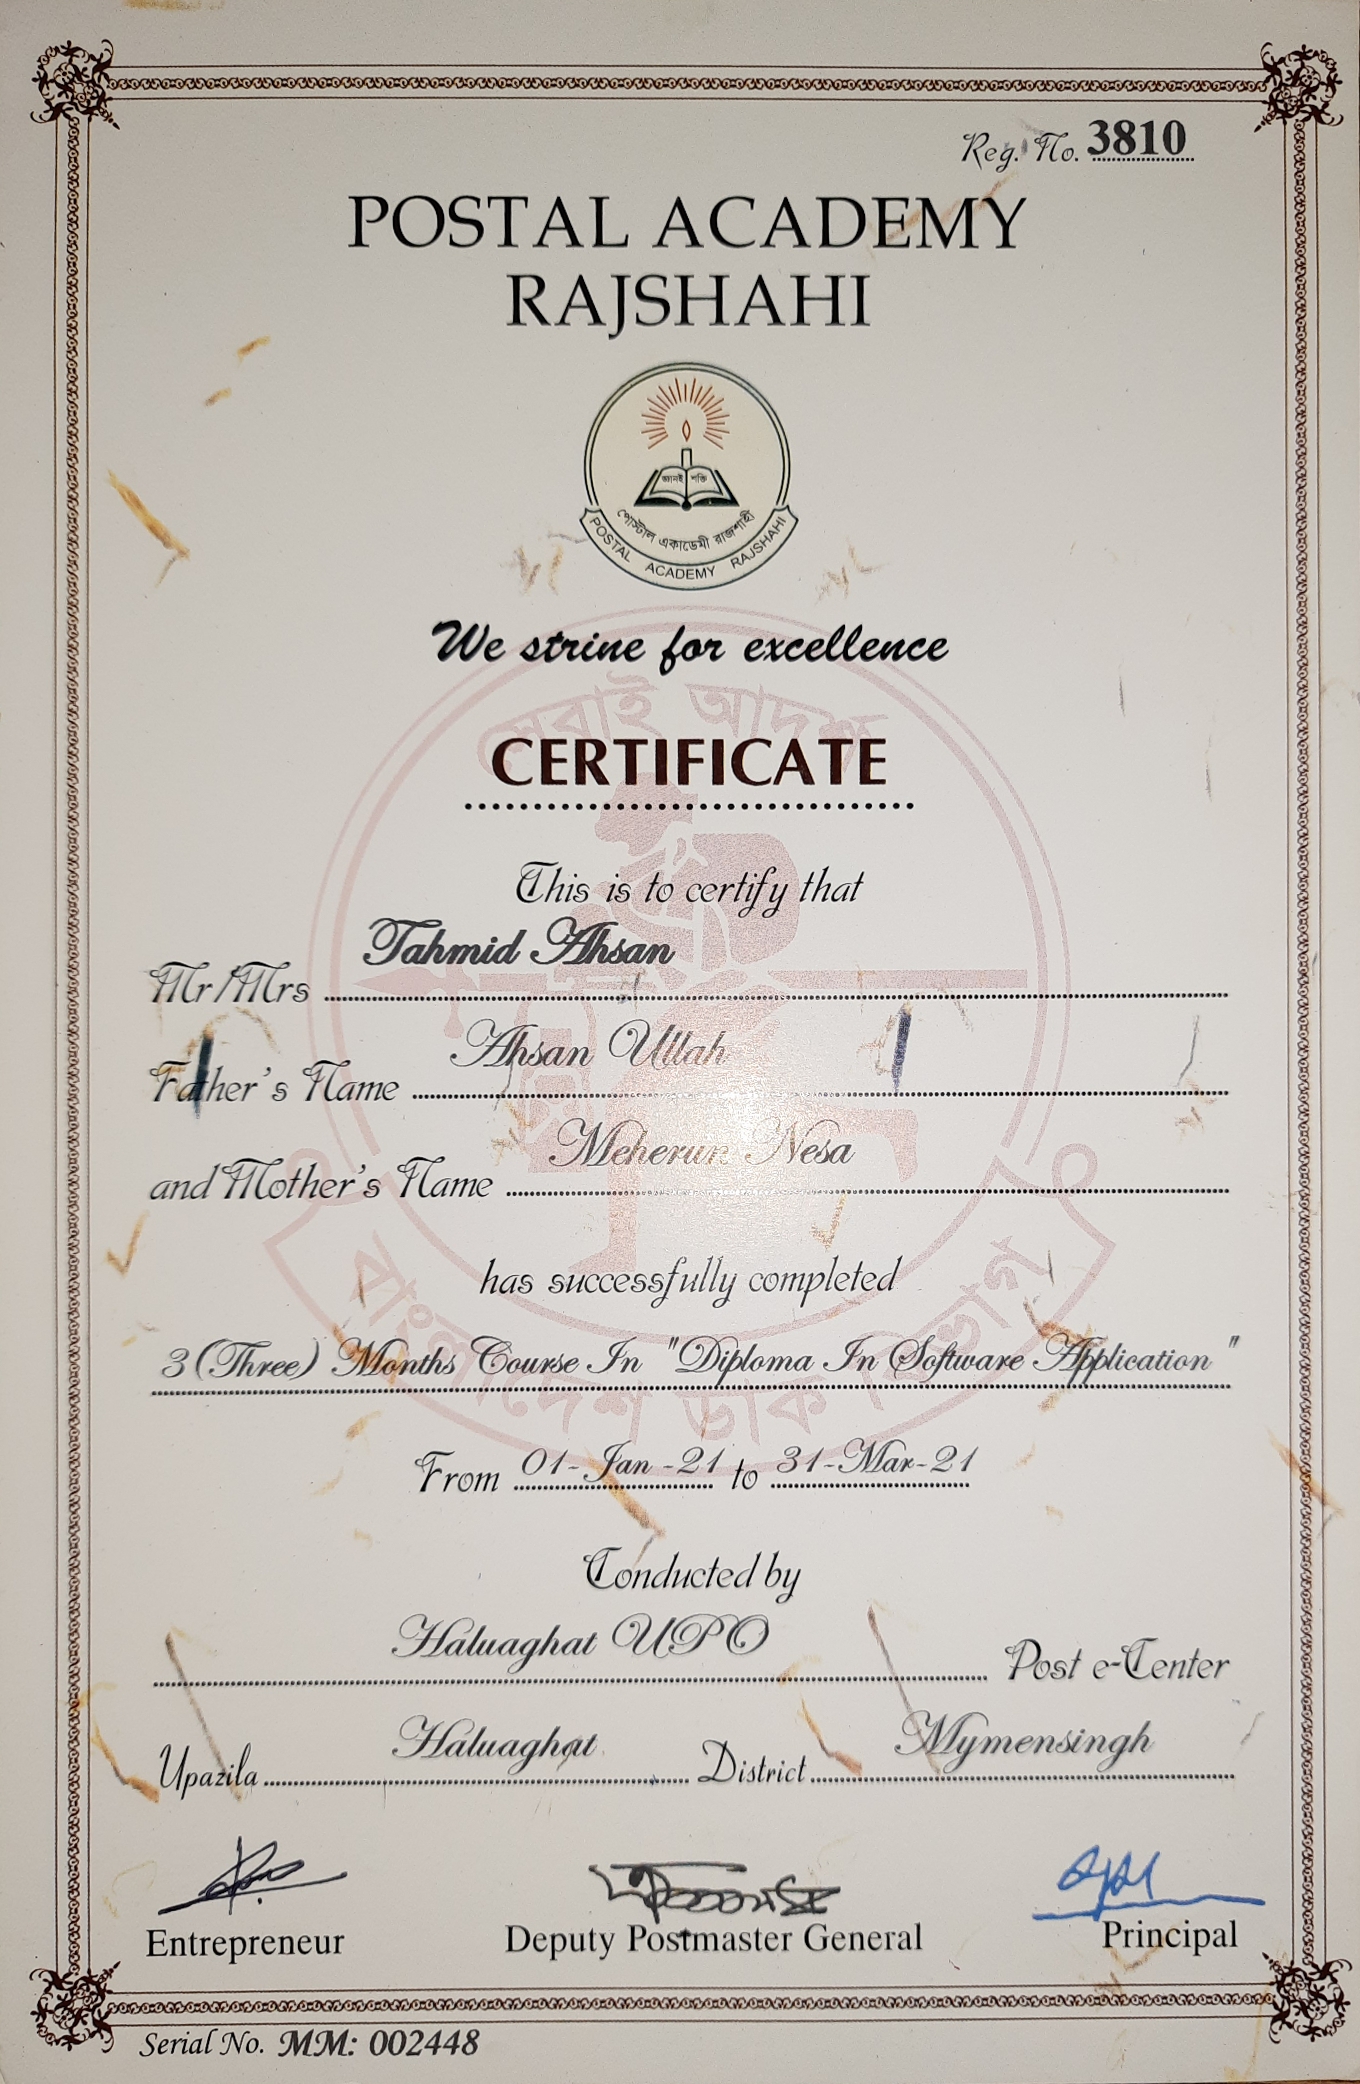 Reg. No. 3810
POSTAL ACADEMY
RAJSHAHI
জ্ঞানই শক্তি
পোস্টাল একাডেমী রাজশাহী
POSTAL ACADEMY RAJSHAHI
We strine for excellence
সেবাই আদর্শ
CERTIFICATE
This is to certify that
Mr/Mrs Tahmid Ahsan
Father's Name Ahsan Ullah
and Mother's Name Meherun Nesa
has successfully completed
3 (Three) Months Course In "Diploma In Software Application"
বাংলাদেশ ডাক বিভাগ
From 01-Jan-21 to 31-Mar-21
Conducted by
Haluaghat UPO Post e-Center
Upazila Haluaghat District Mymensingh
Entrepreneur Deputy Postmaster General Principal
Serial No. MM: 002448